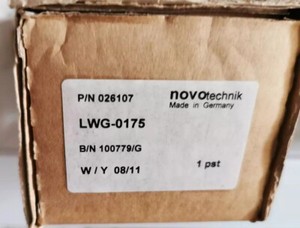 P/N 026107
novotechnik
Made in Germany
LWG-0175
B/N 100779/G
W / Y 08/11
1 pst